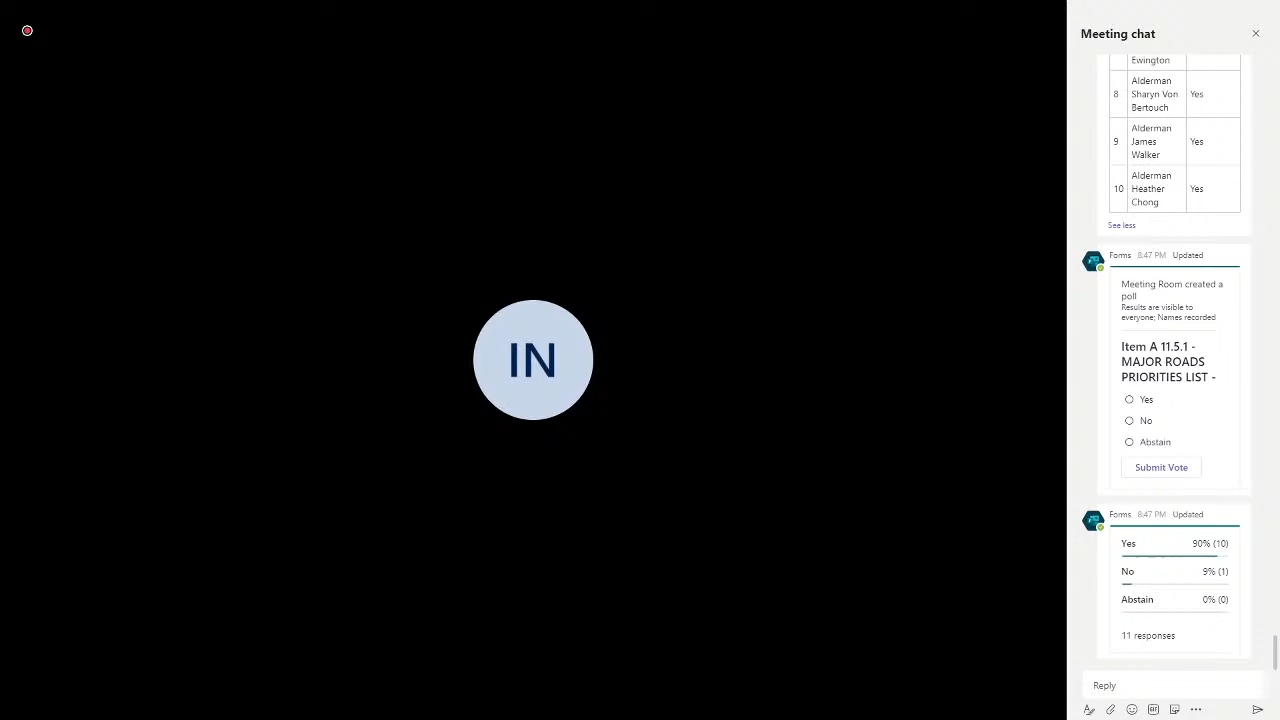 Meeting chat
Ewington
8 Alderman Sharyn Von Bertouch Yes
9 Alderman James Walker Yes
10 Alderman Heather Chong Yes
See less
Forms 8:47 PM Updated
Meeting Room created a
poll
Results are visible to
everyone; Names recorded
Item A 11.5.1 -
MAJOR ROADS
PRIORITIES LIST -
Yes
No
Abstain
Submit Vote
Forms 8:47 PM Updated
Yes 90% (10)
No 9% (1)
Abstain 0% (0)
11 responses
Reply
IN